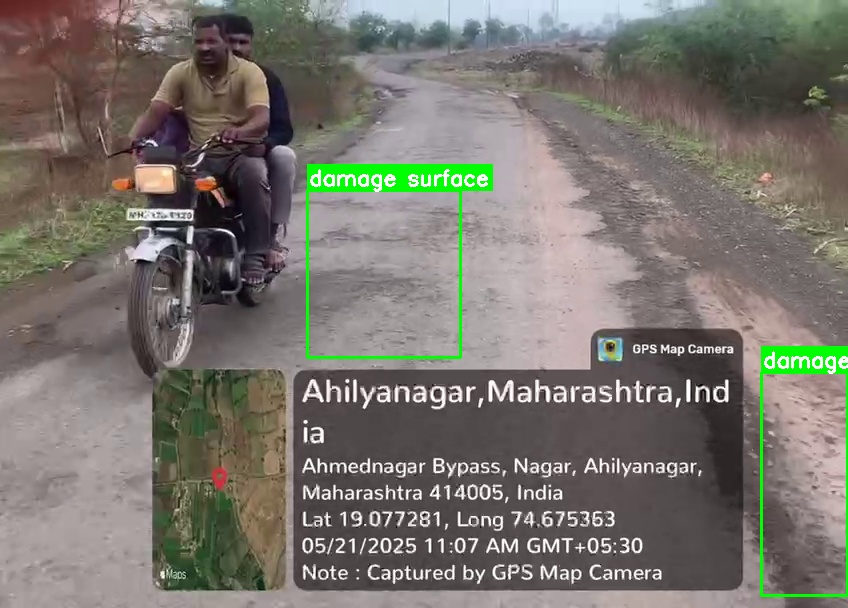 damage surface
GPS Map Camera
damage
Ahilyanagar,Maharashtra,Ind
ia
Ahmednagar Bypass, Nagar, Ahilyanagar,
Maharashtra 414005, India
Lat 19.077281, Long 74.675363
05/21/2025 11:07 AM GMT+05:30
Note : Captured by GPS Map Camera
Maps